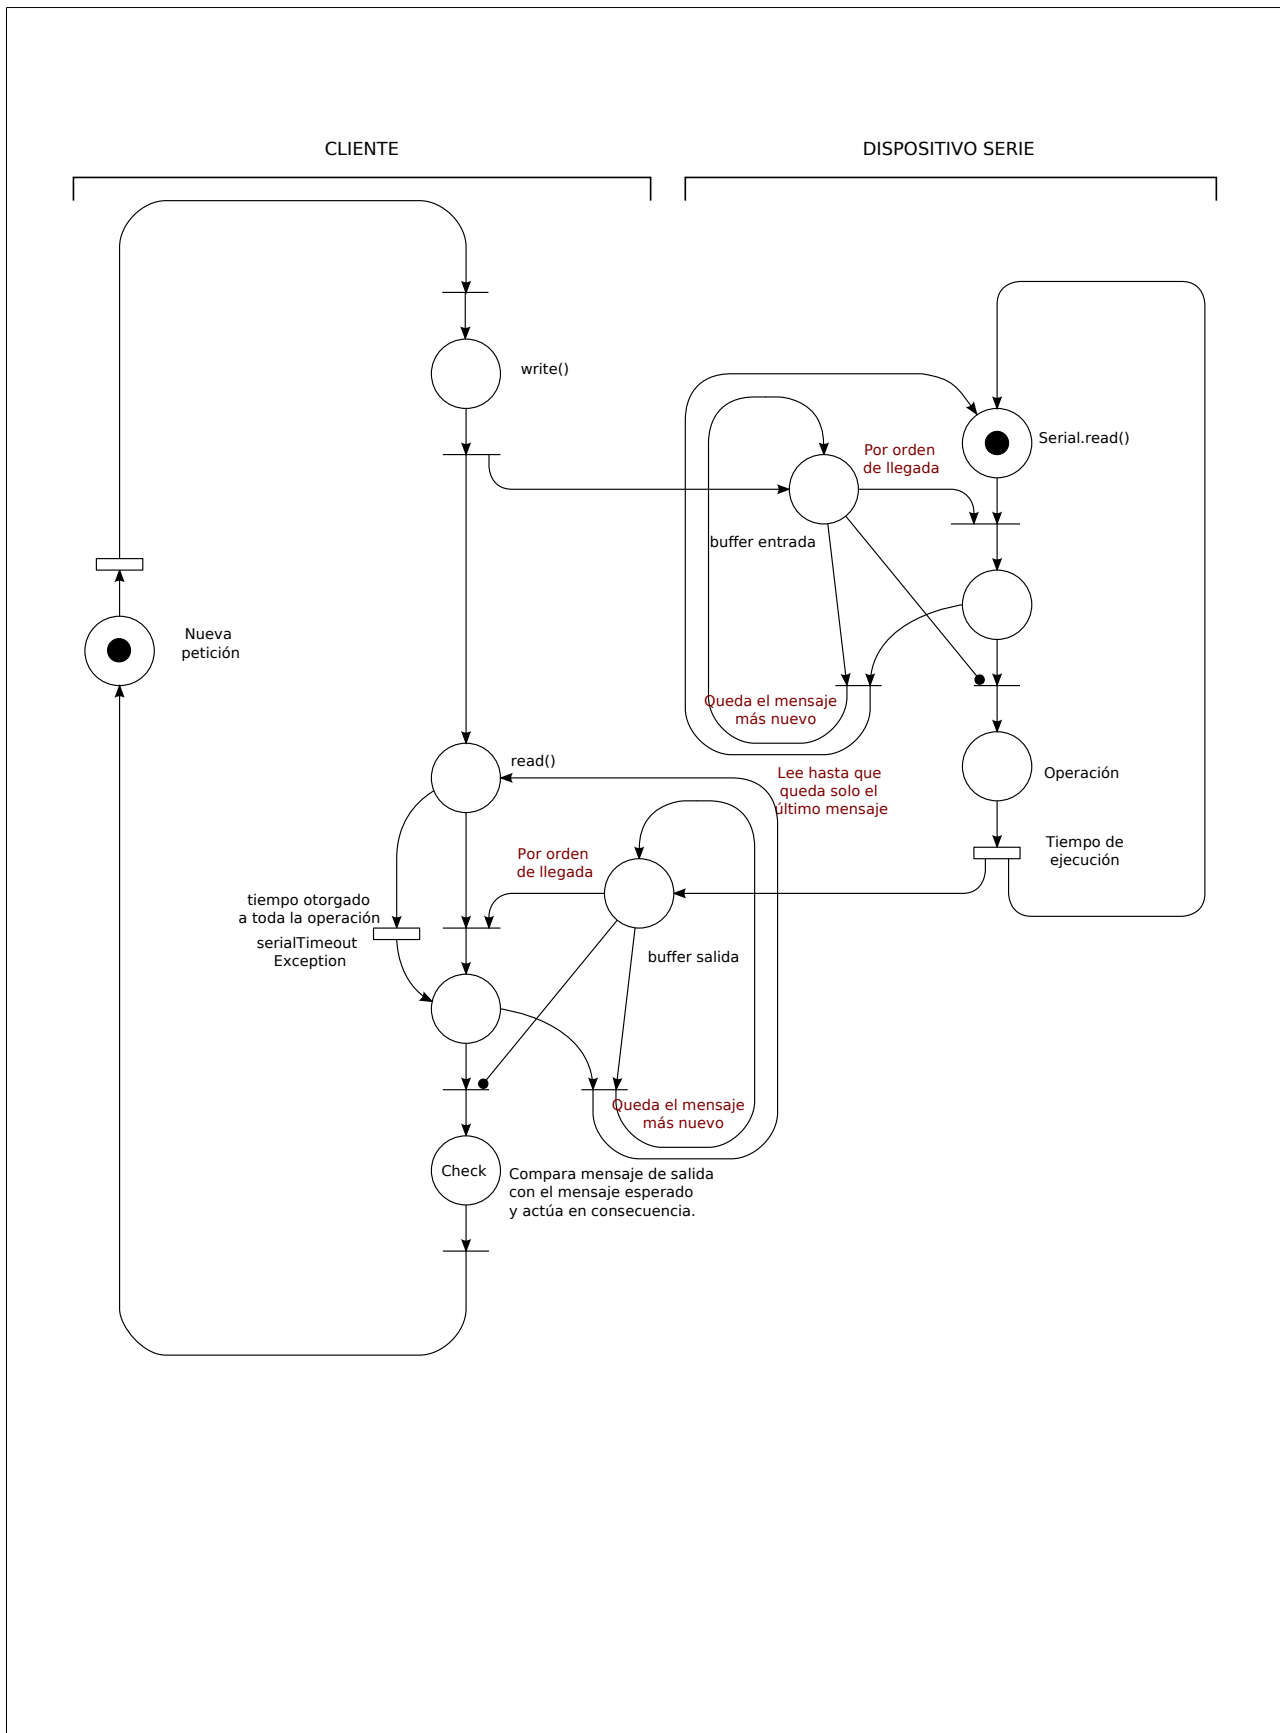 CLIENTE
DISPOSITIVO SERIE
write()
Serial.read()
Por orden
de llegada
buffer entrada
Nueva
petición
Queda el mensaje
más nuevo
read()
Lee hasta que
queda solo el
último mensaje
Operación
Tiempo de
ejecución
Por orden
de llegada
tiempo otorgado
a toda la operación
serialTimeout
Exception
buffer salida
Queda el mensaje
más nuevo
Check
Compara mensaje de salida
con el mensaje esperado
y actúa en consecuencia.